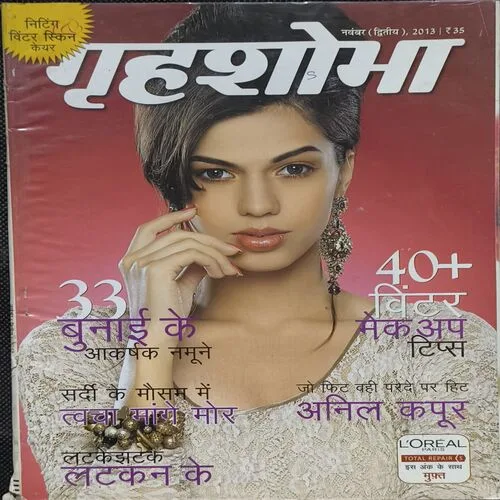 निटिंग
विंटर स्किन
केयर
नवंबर (द्वितीय), 2013 | ₹ 35
गृहशोभा
33
बुनाई के
आकर्षक नमूने
40+
विंटर
मेकअप
टिप्स
सर्दी के मौसम में
त्वचा मांगे मोर
जो फिट वही परदे पर हिट
अनिल कपूर
लटकेझटके
लटकन के
L'ORÉAL
PARIS
TOTAL REPAIR 5
इस अंक के साथ
मुफ़्त